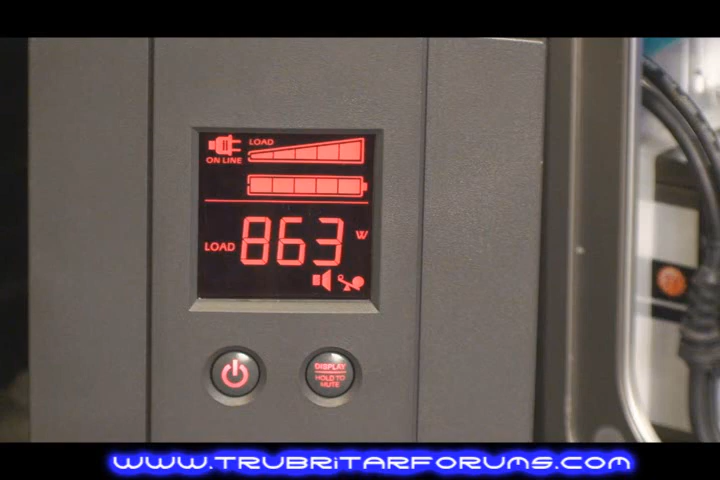 LOAD
ON LINE
LOAD 863 W
DISPLAY
HOLD TO
MUTE
WWW.TRUBRITARFORUMS.COM